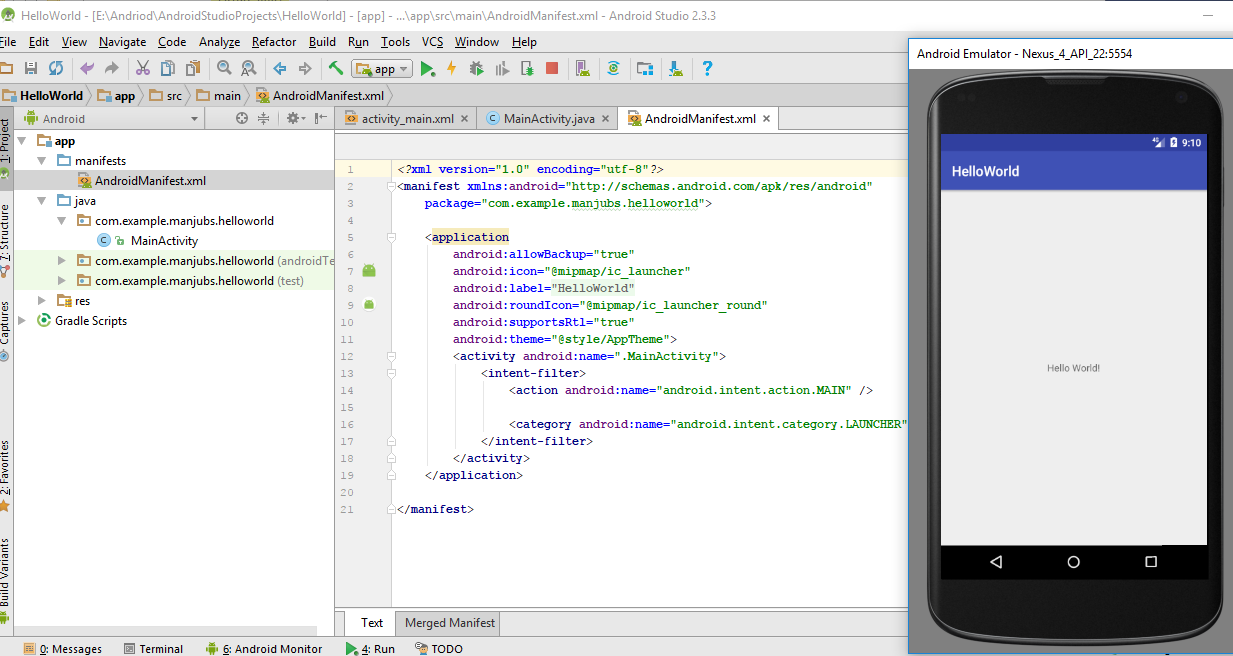 HelloWorld - [E:\Andriod\AndroidStudioProjects\HelloWorld] - [app] - ...\app\src\main\AndroidManifest.xml - Android Studio 2.3.3
File Edit View Navigate Code Analyze Refactor Build Run Tools VCS Window Help
app
HelloWorld app src main AndroidManifest.xml
Android
activity_main.xml MainActivity.java AndroidManifest.xml
1: Project
7: Structure
Captures
2: Favorites
Build Variants
app
manifests
AndroidManifest.xml
java
com.example.manjubs.helloworld
MainActivity
com.example.manjubs.helloworld (androidTe
com.example.manjubs.helloworld (test)
res
Gradle Scripts
1 <?xml version="1.0" encoding="utf-8"?>
2 <manifest xmlns:android="http://schemas.android.com/apk/res/android"
3 package="com.example.manjubs.helloworld">
4
5 <application
6 android:allowBackup="true"
7 android:icon="@mipmap/ic_launcher"
8 android:label="HelloWorld"
9 android:roundIcon="@mipmap/ic_launcher_round"
10 android:supportsRtl="true"
11 android:theme="@style/AppTheme">
12 <activity android:name=".MainActivity">
13 <intent-filter>
14 <action android:name="android.intent.action.MAIN" />
15
16 <category android:name="android.intent.category.LAUNCHER"
17 </intent-filter>
18 </activity>
19 </application>
20
21 </manifest>
Text Merged Manifest
0: Messages Terminal 6: Android Monitor 4: Run TODO
Android Emulator - Nexus_4_API_22:5554
4G 9:10
HelloWorld
Hello World!